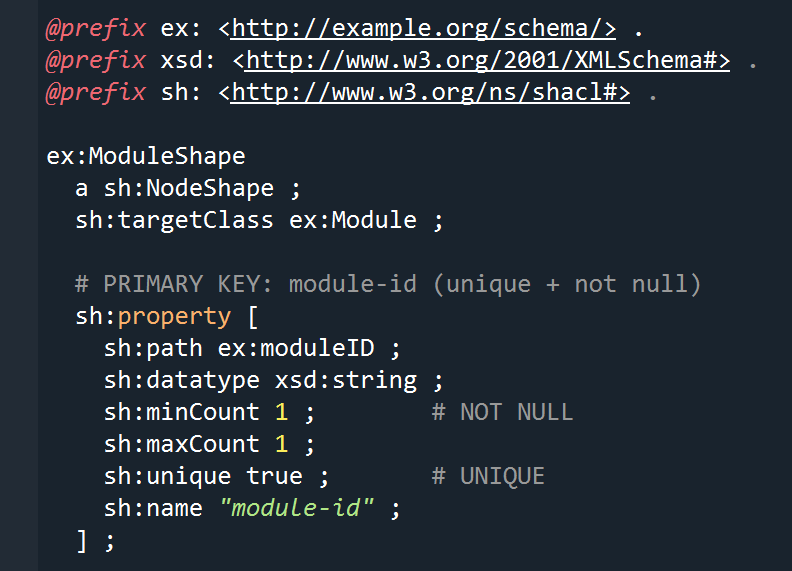 @prefix ex: <http://example.org/schema/> .
@prefix xsd: <http://www.w3.org/2001/XMLSchema#> .
@prefix sh: <http://www.w3.org/ns/shacl#> .

ex:ModuleShape
  a sh:NodeShape ;
  sh:targetClass ex:Module ;

  # PRIMARY KEY: module-id (unique + not null)
  sh:property [
    sh:path ex:moduleID ;
    sh:datatype xsd:string ;
    sh:minCount 1 ;        # NOT NULL
    sh:maxCount 1 ;
    sh:unique true ;       # UNIQUE
    sh:name "module-id" ;
  ] ;